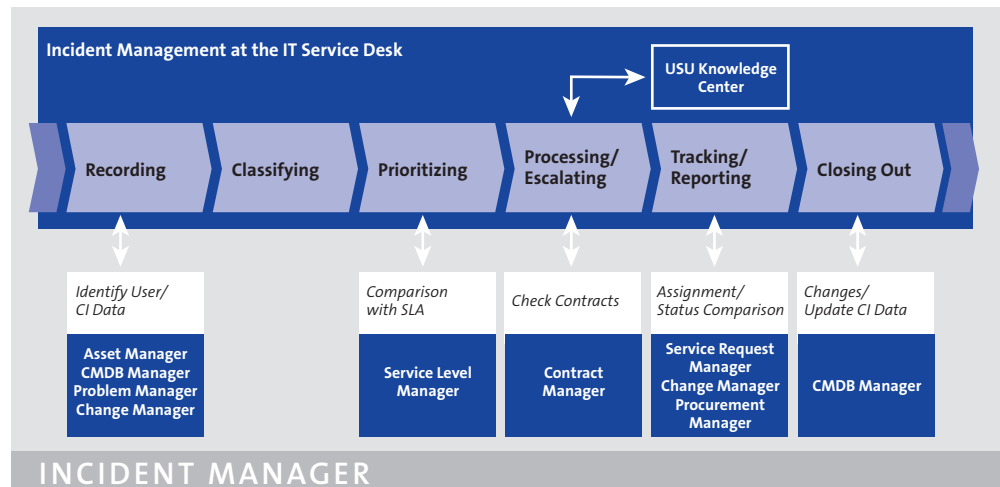 Incident Management at the IT Service Desk
USU Knowledge
Center
Recording
Classifying
Prioritizing
Processing/
Escalating
Tracking/
Reporting
Closing Out
Identify User/
CI Data
Asset Manager
CMDB Manager
Problem Manager
Change Manager
Comparison
with SLA
Service Level
Manager
Check Contracts
Contract
Manager
Assignment/
Status Comparison
Service Request
Manager
Change Manager
Procurement
Manager
Changes/
Update CI Data
CMDB Manager
INCIDENT MANAGER